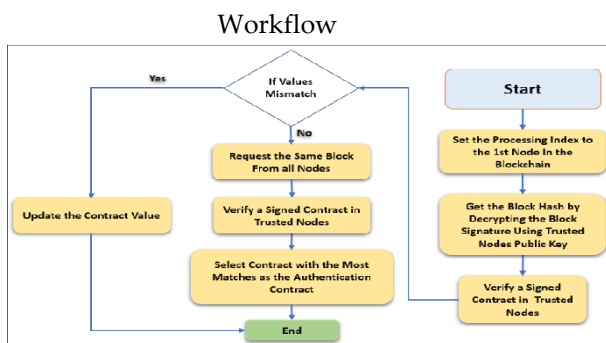 Workflow
Start
Set the Processing Index to
the 1st Node In the
Blockchain
Get the Block Hash by
Decrypting the Block
Signature Using Trusted
Nodes Public Key
Verify a Signed
Contract in Trusted
Nodes
If Values
Mismatch
Yes
No
Update the Contract Value
Request the Same Block
From all Nodes
Verify a Signed Contract in
Trusted Nodes
Select Contract with the Most
Matches as the Authentication
Contract
End